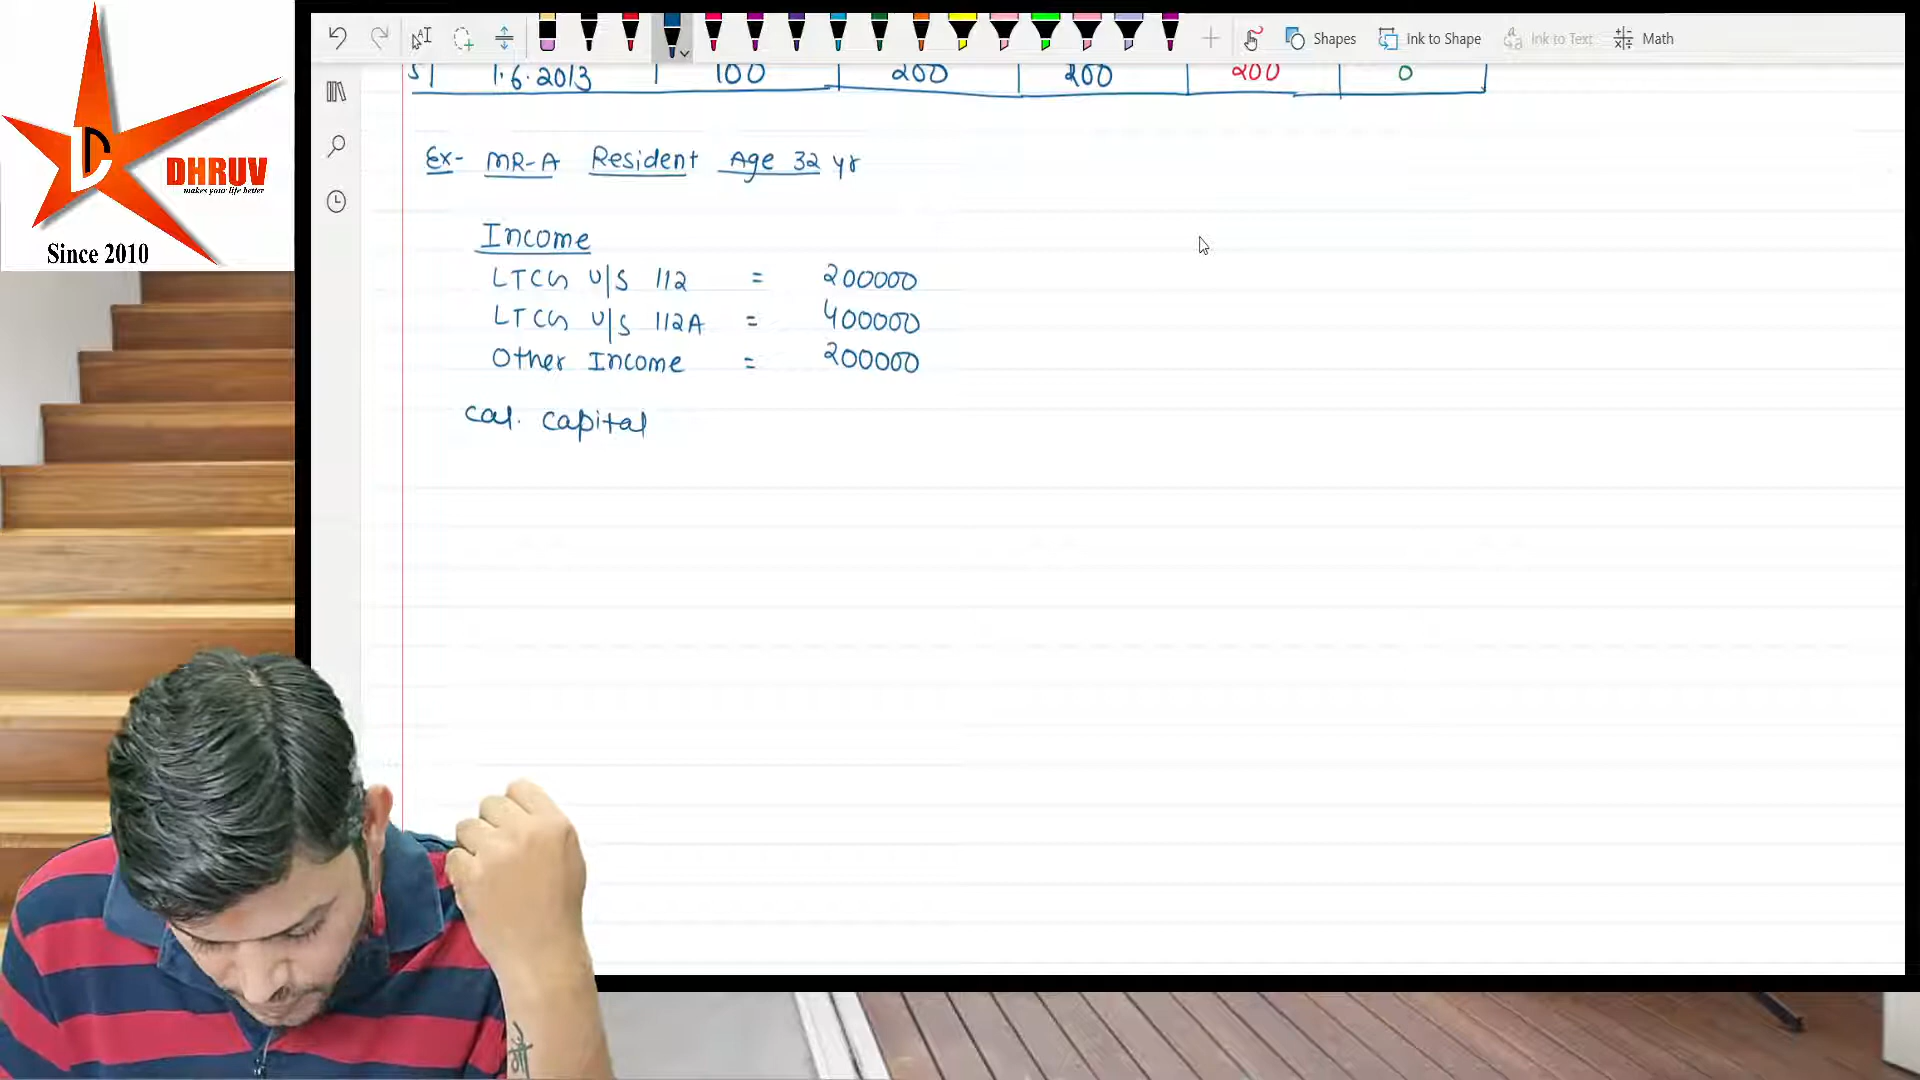 Shapes Ink to Shape Ink to Text Math
DC
DHRUV
makes your life better
Since 2010
51 1.6.2013 100 200 200 200 0
Ex- MR-A Resident Age 32 yr
Income
LTCG U/S 112 = 200000
LTCG U/S 112A = 400000
Other Income = 200000
Cal. capital
माँ